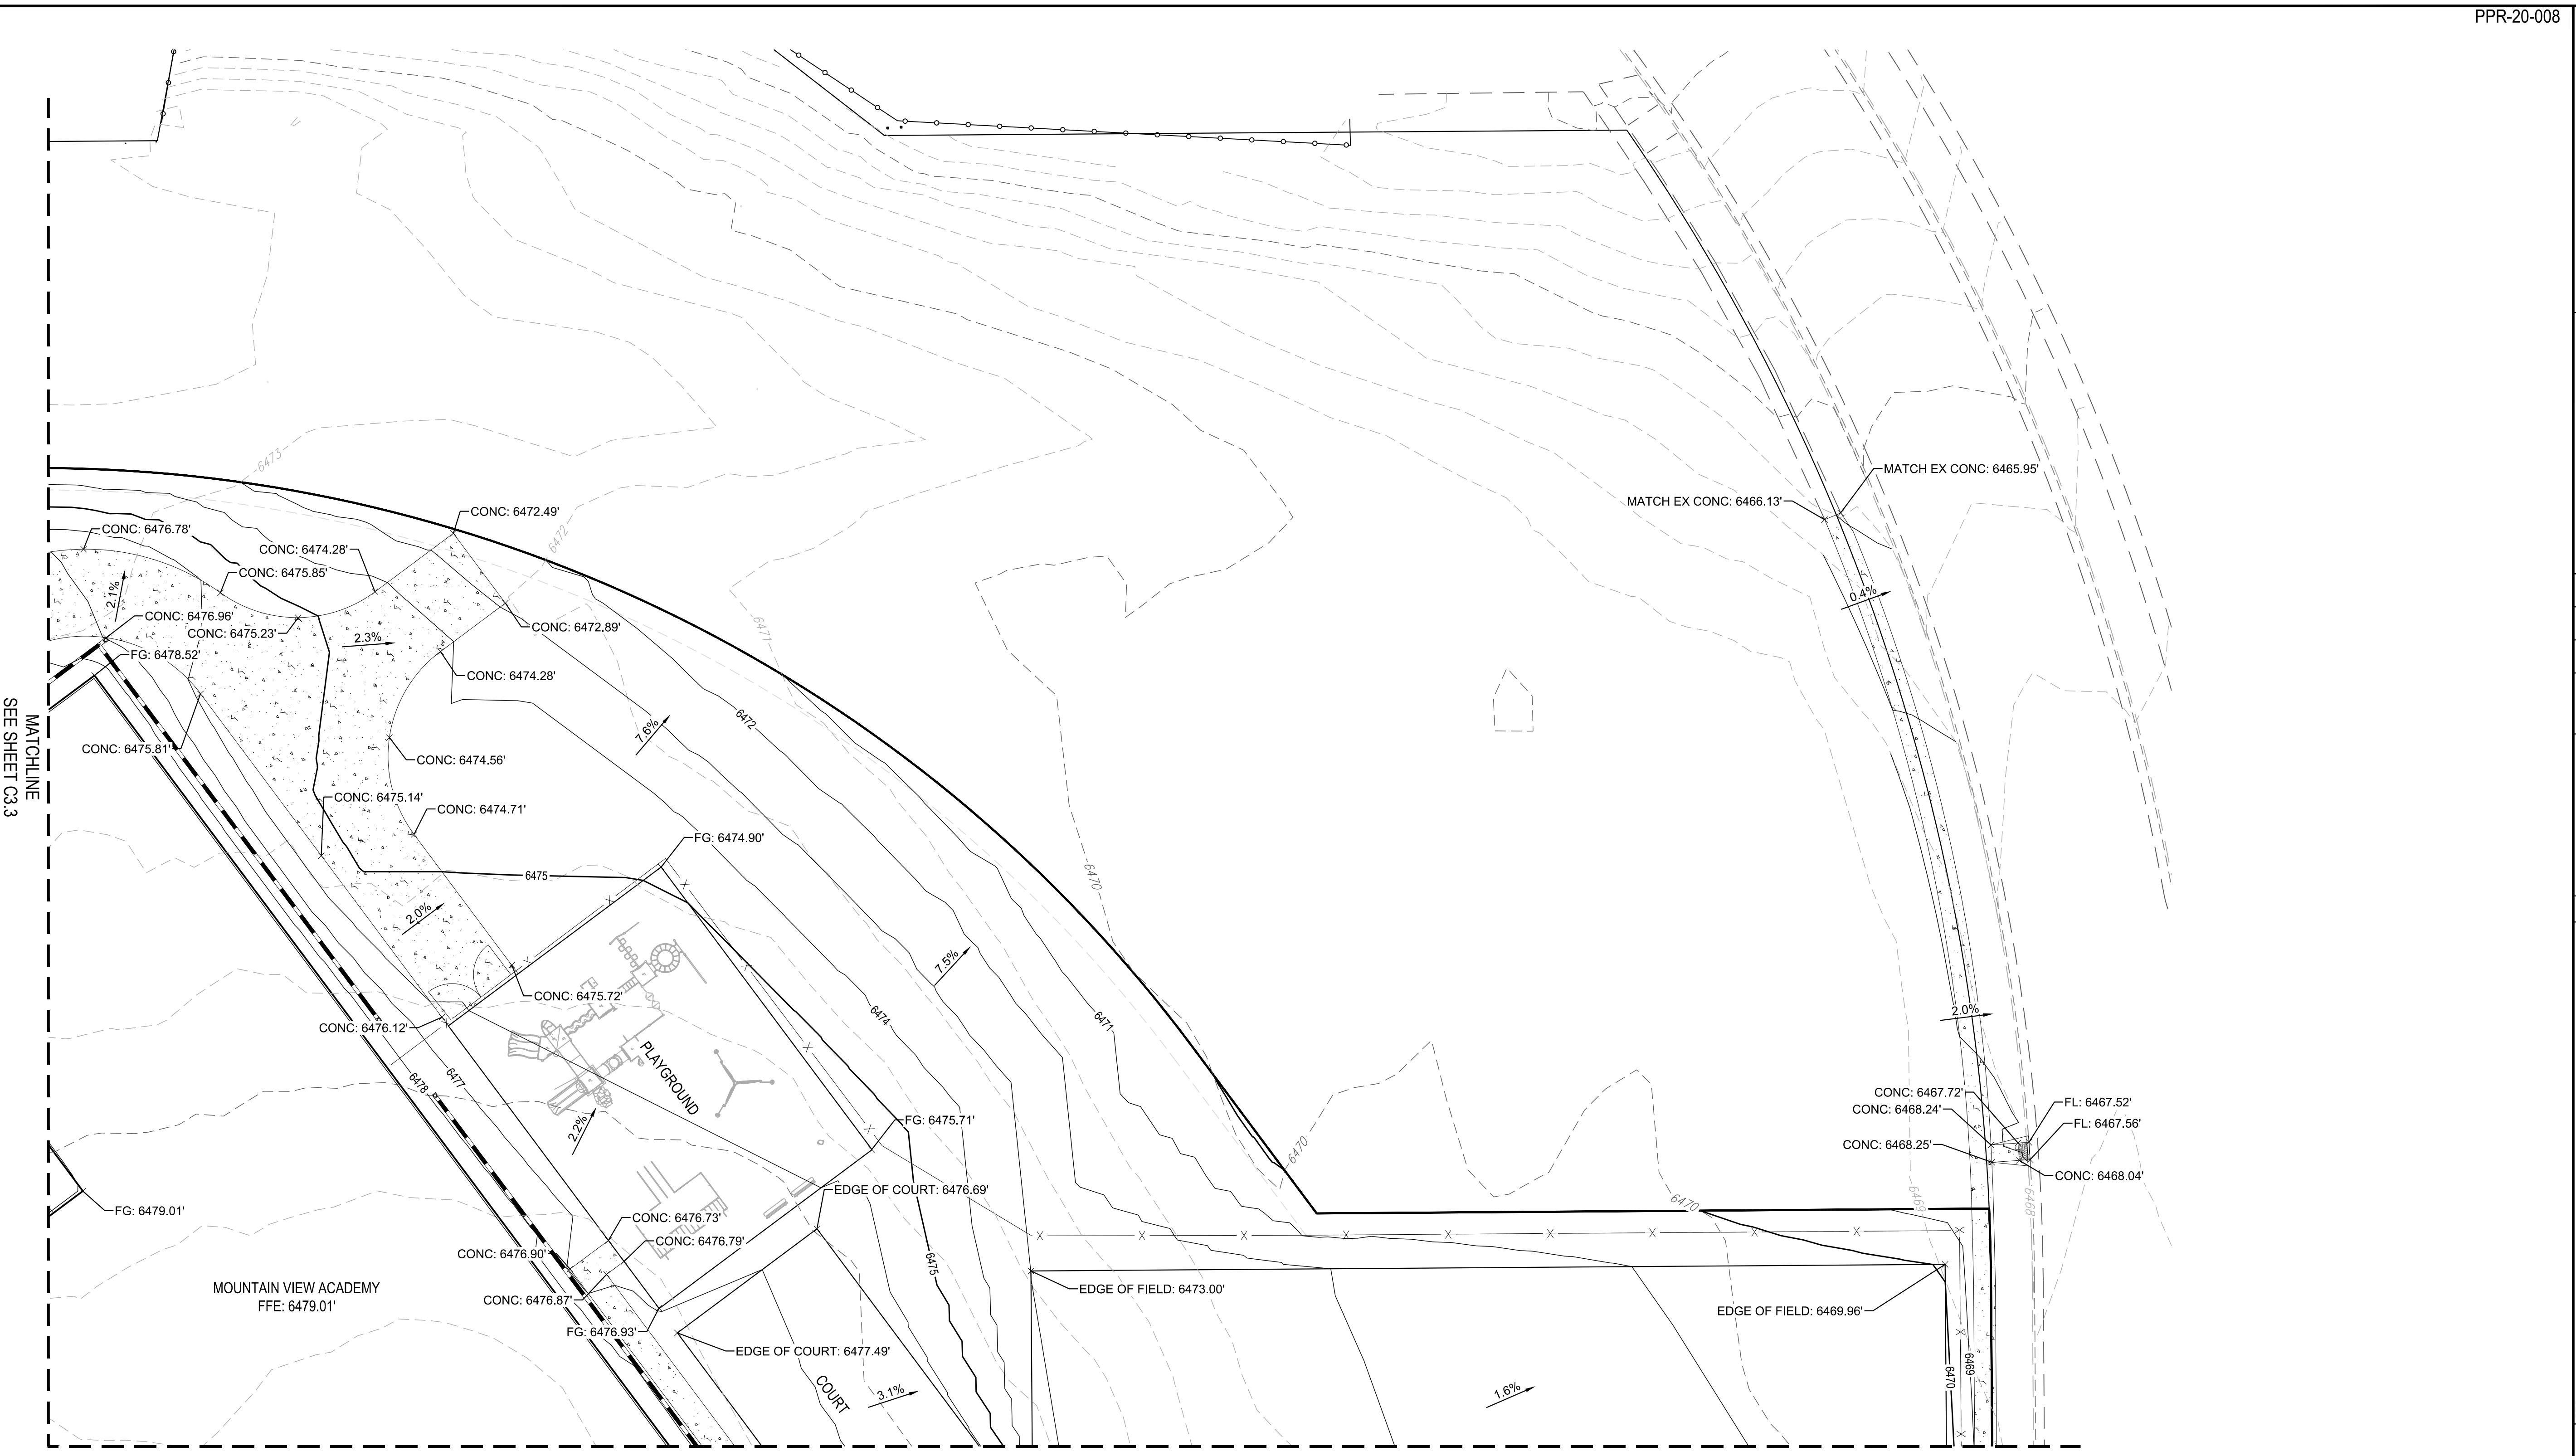 PPR-20-008
6473
CONC: 6472.49'
MATCH EX CONC: 6465.95'
MATCH EX CONC: 6466.13'
CONC: 6476.78'
CONC: 6474.28'
6472
CONC: 6475.85'
2.1%
0.4%
CONC: 6476.96'
CONC: 6475.23'
2.3%
CONC: 6472.89'
6471
FG: 6478.52'
CONC: 6474.28'
MATCHLINE
SEE SHEET C3.3
CONC: 6475.81'
7.6%
6472
CONC: 6474.56'
CONC: 6475.14'
CONC: 6474.71'
FG: 6474.90'
6475
6470
2.0%
7.5%
CONC: 6475.72'
CONC: 6476.12'
6474
6471
2.0%
PLAYGROUND
6478
6477
CONC: 6467.72'
CONC: 6468.24'
FL: 6467.52'
FL: 6467.56'
2.2%
FG: 6475.71'
CONC: 6468.25'
6470
CONC: 6468.04'
EDGE OF COURT: 6476.69'
6470
6469
6468
FG: 6479.01'
CONC: 6476.73'
CONC: 6476.79'
CONC: 6476.90'
6475
MOUNTAIN VIEW ACADEMY
FFE: 6479.01'
CONC: 6476.87'
EDGE OF FIELD: 6473.00'
EDGE OF FIELD: 6469.96'
FG: 6476.93'
EDGE OF COURT: 6477.49'
COURT
3.1%
1.6%
6470
6469